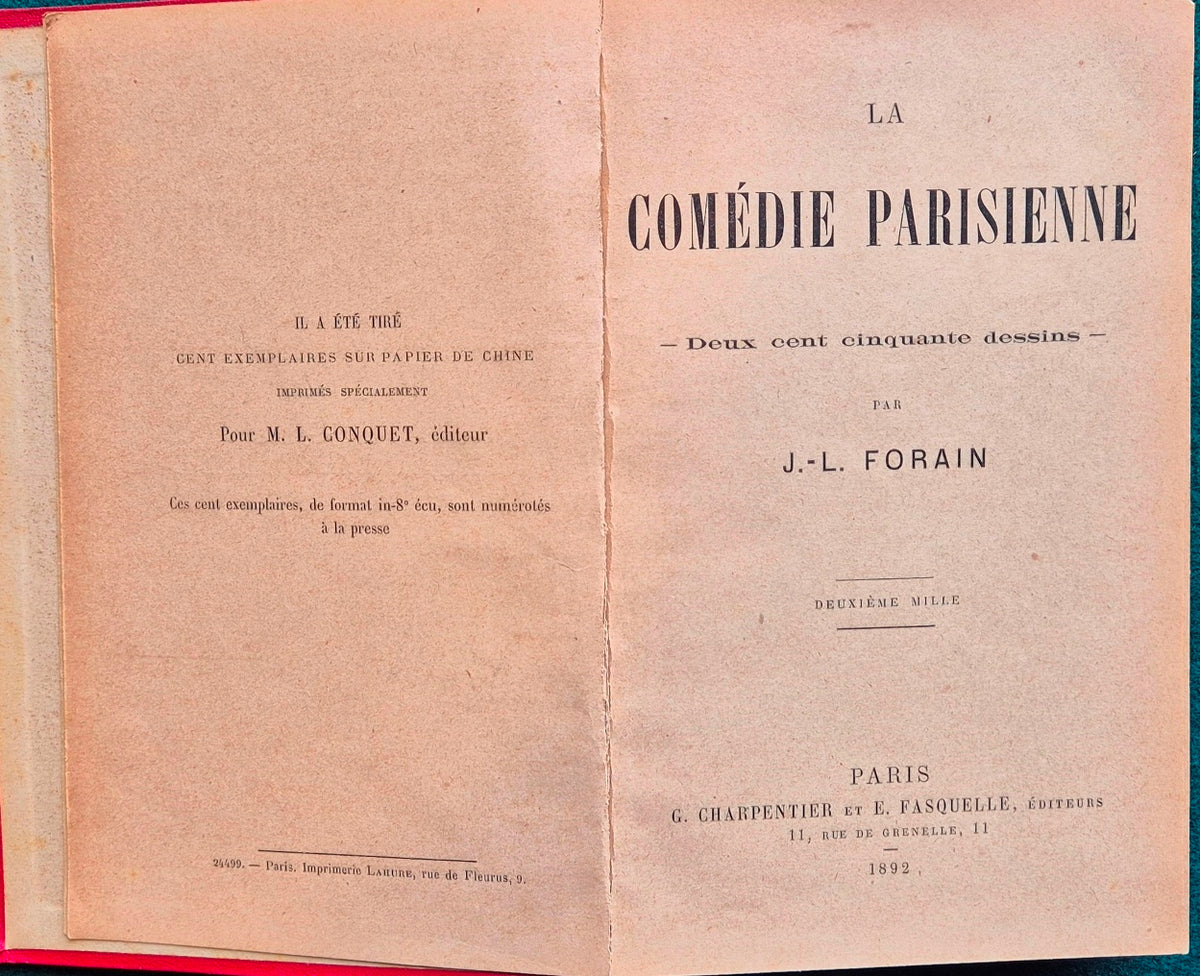 IL A ÉTÉ TIRÉ
CENT EXEMPLAIRES SUR PAPIER DE CHINE
IMPRIMÉS SPÉCIALEMENT
Pour M. L. CONQUET, éditeur
Ces cent exemplaires, de format in-8° écu, sont numérotés
à la presse
24499. — Paris. Imprimerie LAHURE, rue de Fleurus, 9.
LA
COMÉDIE PARISIENNE
— Deux cent cinquante dessins —
PAR
J.-L. FORAIN
DEUXIÈME MILLE
PARIS
G. CHARPENTIER ET E. FASQUELLE, ÉDITEURS
11, RUE DE GRENELLE, 11
1892